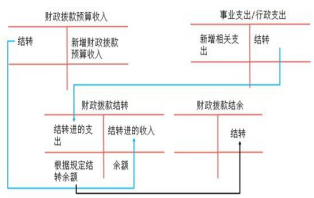 财政拨款预算收入
事业支出/行政支出
结转
新增财政拨款
预算收入
新增相关支
出
结转
财政拨款结转
财政拨款结余
结转进的支
出
结转进的收入
结转
根据规定结
转余额
余额